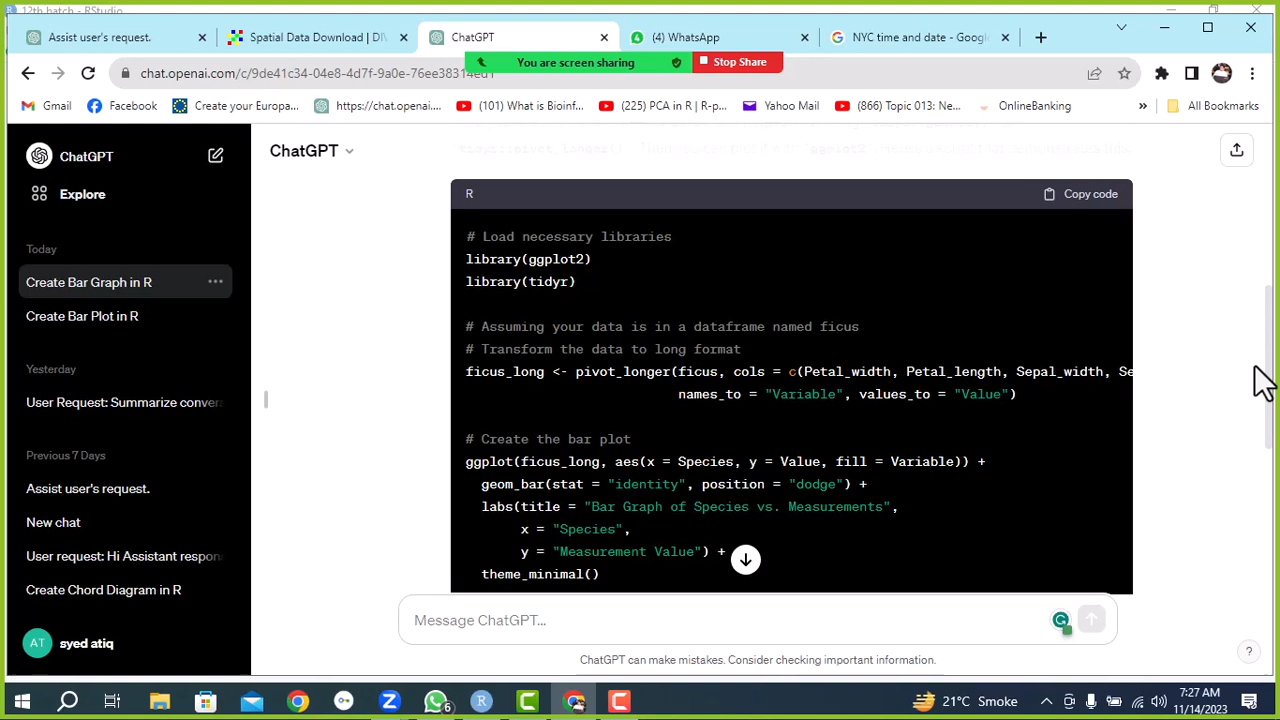 12th batch - RStudio
Assist user's request.
Spatial Data Download | DIV
ChatGPT
(4) WhatsApp
NYC time and date - Google
You are screen sharing
Stop Share
chat.openai.com/c/9de41c34-04e8-4d7f-9a0e-76ee38314ed1
Gmail
Facebook
Create your Europa...
https://chat.openai....
(101) What is Bioinf...
(225) PCA in R | R-p...
Yahoo Mail
(866) Topic 013: Ne...
OnlineBanking
»
All Bookmarks
ChatGPT
Explore
Today
Create Bar Graph in R
Create Bar Plot in R
Yesterday
User Request: Summarize conver
Previous 7 Days
Assist user's request.
New chat
User request: Hi Assistant respon
Create Chord Diagram in R
AT
syed atiq
ChatGPT
R
Copy code
# Load necessary libraries
library(ggplot2)
library(tidyr)
# Assuming your data is in a dataframe named ficus
# Transform the data to long format
ficus_long <- pivot_longer(ficus, cols = c(Petal_width, Petal_length, Sepal_width, Se
names_to = "Variable", values_to = "Value")
# Create the bar plot
ggplot(ficus_long, aes(x = Species, y = Value, fill = Variable)) +
geom_bar(stat = "identity", position = "dodge") +
labs(title = "Bar Graph of Species vs. Measurements",
x = "Species",
y = "Measurement Value") +
theme_minimal()
Message ChatGPT...
ChatGPT can make mistakes. Consider checking important information.
?
6
21°C Smoke
7:27 AM
11/14/2023